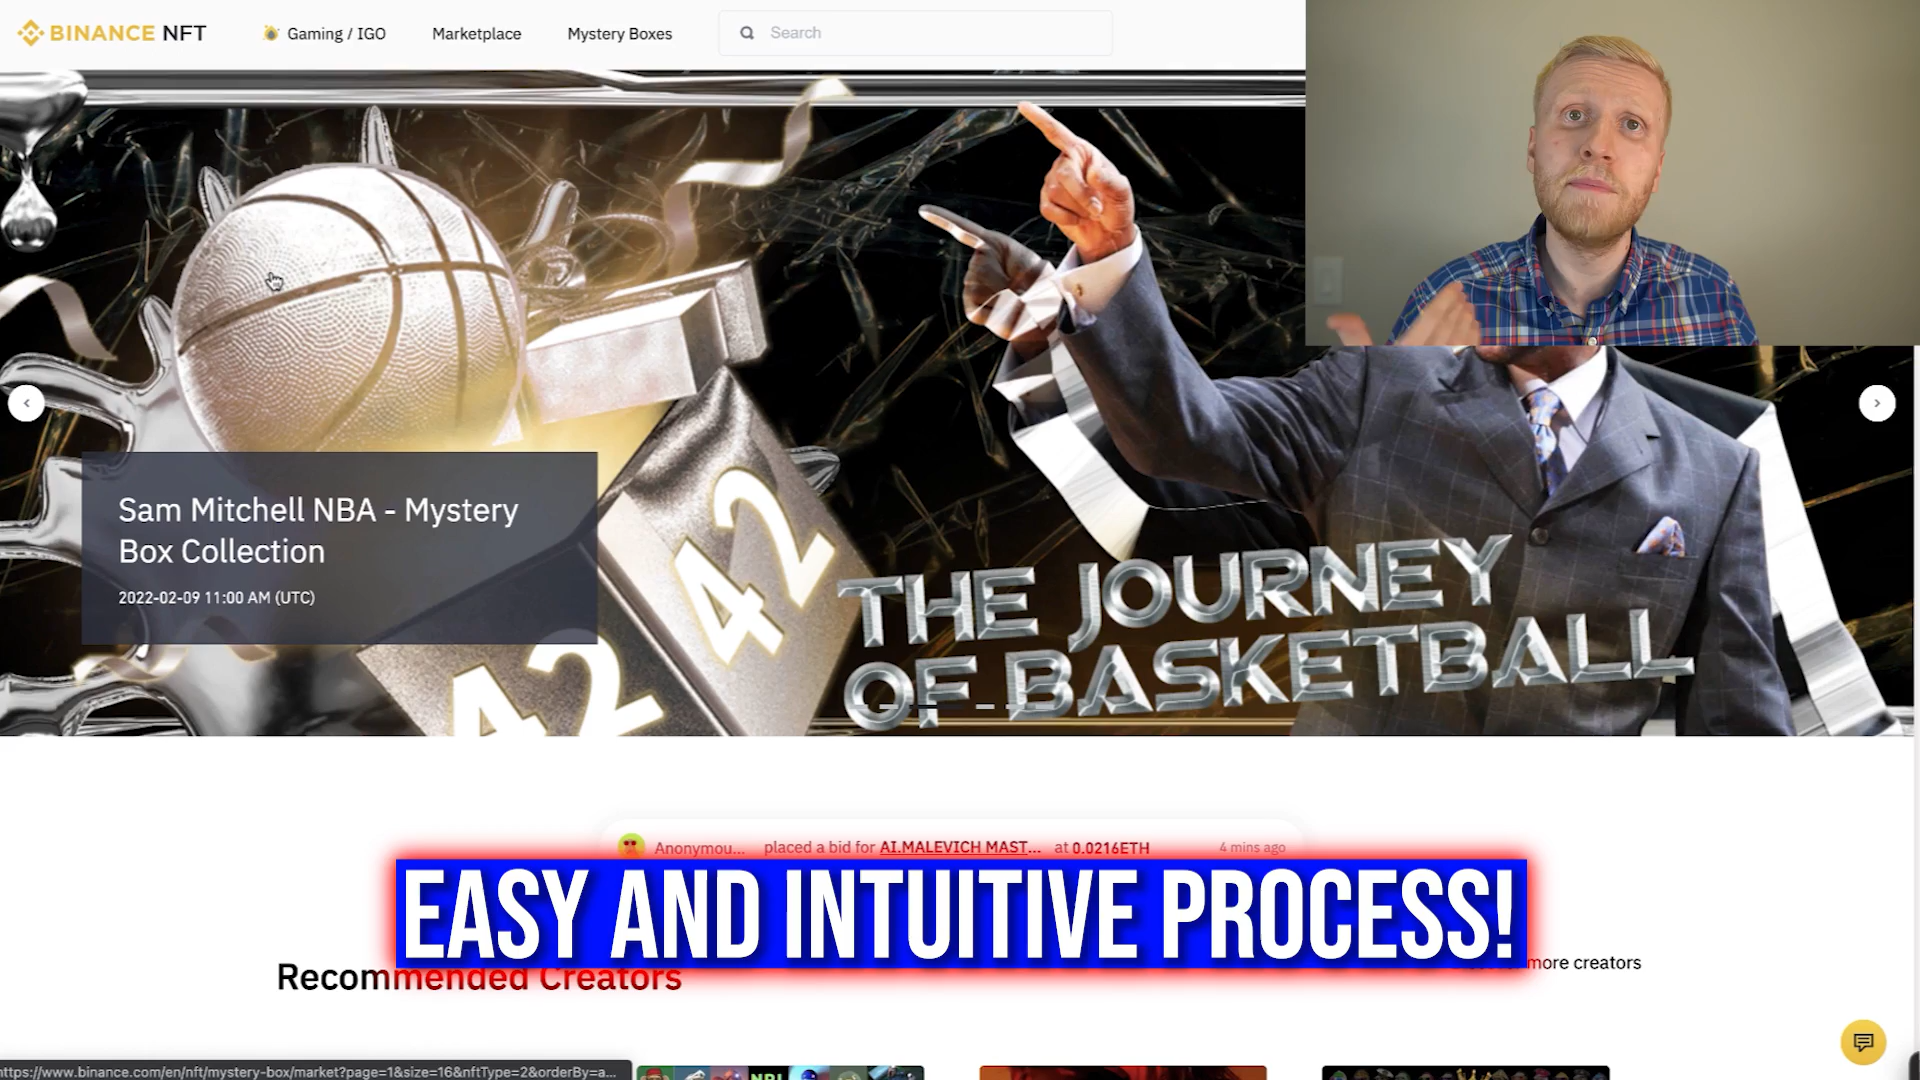 BINANCE NFT
Gaming / IGO
Marketplace
Mystery Boxes
Search
Sam Mitchell NBA - Mystery
Box Collection
2022-02-09 11:00 AM (UTC)
42
42
THE JOURNEY
OF BASKETBALL
Anonymou... placed a bid for AI.MALEVICH MAST... at 0.0216ETH 4 mins ago
EASY AND INTUITIVE PROCESS!
Recommended Creators
more creators
https://www.binance.com/en/nft/mystery-box/market?page=1&size=16&nftType=2&orderBy=a...